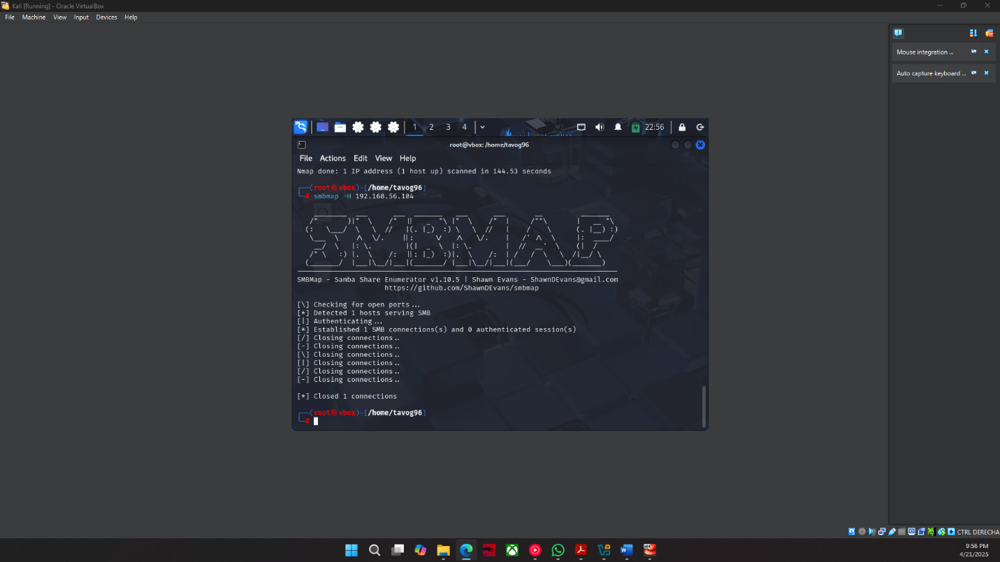 Kali [Running] - Oracle VirtualBox
File Machine View Input Devices Help
Mouse integration ...
Auto capture keyboard ...
1 2 3 4 22:56
root@vbox: /home/tavog96
File Actions Edit View Help
Nmap done: 1 IP address (1 host up) scanned in 144.53 seconds
(root㉿vbox)-[/home/tavog96]
# smbmap -H 192.168.56.104
SMBMAP
SMBMap - Samba Share Enumerator v1.10.5 | Shawn Evans - ShawnDEvans@gmail.com
https://github.com/ShawnDEvans/smbmap
[\] Checking for open ports...
[*] Detected 1 hosts serving SMB
[|] Authenticating...
[*] Established 1 SMB connections(s) and 0 authenticated session(s)
[/] Closing connections..
[-] Closing connections..
[\] Closing connections..
[|] Closing connections..
[/] Closing connections..
[-] Closing connections..
[*] Closed 1 connections
(root㉿vbox)-[/home/tavog96]
#
CTRL DERECHA
9:56 PM
4/21/2025